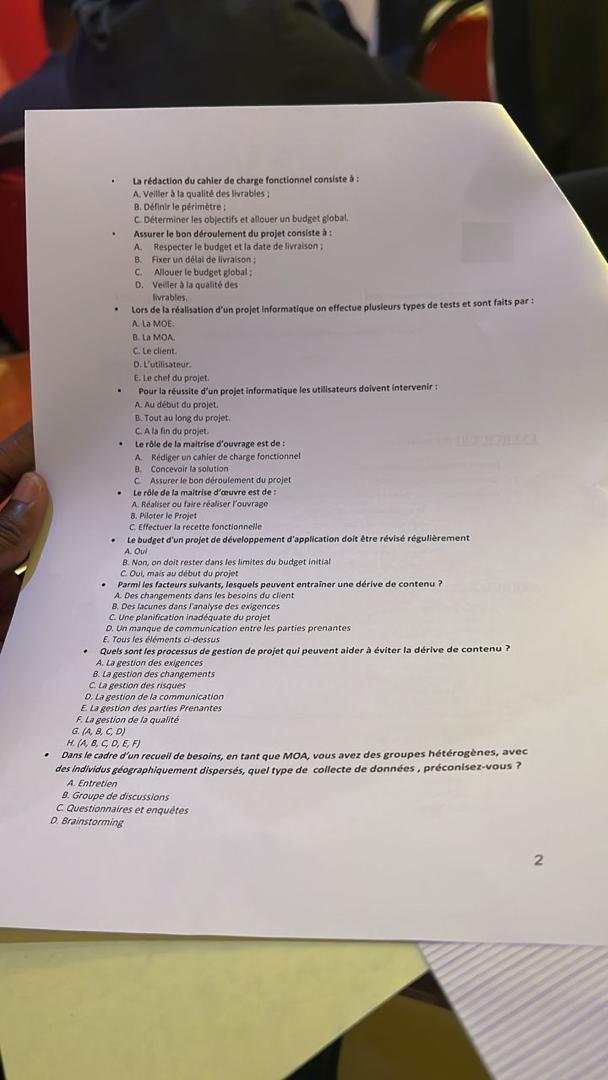 • La rédaction du cahier de charge fonctionnel consiste à :
A. Veiller à la qualité des livrables ;
B. Définir le périmètre ;
C. Déterminer les objectifs et allouer un budget global.
• Assurer le bon déroulement du projet consiste à :
A. Respecter le budget et la date de livraison ;
B. Fixer un délai de livraison ;
C. Allouer le budget global ;
D. Veiller à la qualité des
livrables.
• Lors de la réalisation d'un projet informatique on effectue plusieurs types de tests et sont faits par :
A. La MOE.
B. La MOA.
C. Le client.
D. L'utilisateur.
E. Le chef du projet.
• Pour la réussite d'un projet informatique les utilisateurs doivent intervenir :
A. Au début du projet.
B. Tout au long du projet.
C. A la fin du projet.
• Le rôle de la maitrise d'ouvrage est de :
A. Rédiger un cahier de charge fonctionnel
B. Concevoir la solution
C. Assurer le bon déroulement du projet
• Le rôle de la maitrise d'œuvre est de :
A. Réaliser ou faire réaliser l'ouvrage
B. Piloter le Projet
C. Effectuer la recette fonctionnelle
• Le budget d'un projet de développement d'application doit être révisé régulièrement
A. Oui
B. Non, on doit rester dans les limites du budget initial
C. Oui, mais au début du projet
• Parmi les facteurs suivants, lesquels peuvent entraîner une dérive de contenu ?
A. Des changements dans les besoins du client
B. Des lacunes dans l'analyse des exigences
C. Une planification inadéquate du projet
D. Un manque de communication entre les parties prenantes
E. Tous les éléments ci-dessus
• Quels sont les processus de gestion de projet qui peuvent aider à éviter la dérive de contenu ?
A. La gestion des exigences
B. La gestion des changements
C. La gestion des risques
D. La gestion de la communication
E. La gestion des parties Prenantes
F. La gestion de la qualité
G. (A, B, C, D)
H. (A, B, C, D, E, F)
• Dans le cadre d'un recueil de besoins, en tant que MOA, vous avez des groupes hétérogènes, avec
des individus géographiquement dispersés, quel type de collecte de données , préconisez-vous ?
A. Entretien
B. Groupe de discussions
C. Questionnaires et enquêtes
D. Brainstorming
2